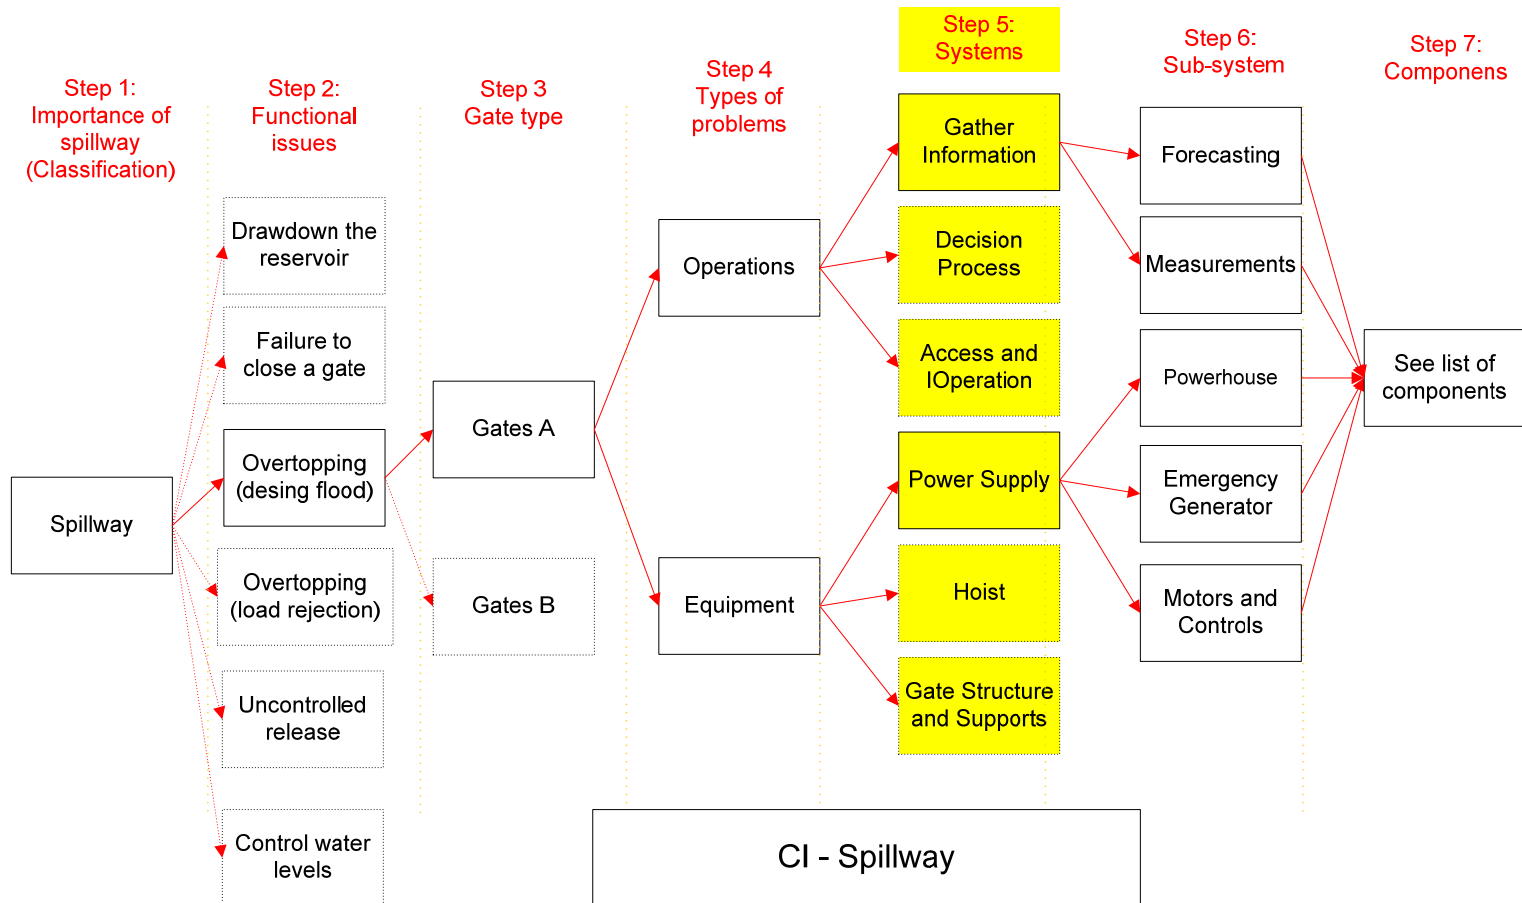 Step 1:
Importance of
spillway
(Classification)
Step 2:
Functional
issues
Step 3
Gate type
Step 4
Types of
problems
Step 5:
Systems
Step 6:
Sub-system
Step 7:
Componens
Spillway
Drawdown the
reservoir
Failure to
close a gate
Overtopping
(desing flood)
Overtopping
(load rejection)
Uncontrolled
release
Control water
levels
Gates A
Gates B
Operations
Equipment
Gather
Information
Decision
Process
Access and
IOperation
Power Supply
Hoist
Gate Structure
and Supports
Forecasting
Measurements
Powerhouse
Emergency
Generator
Motors and
Controls
See list of
components
CI - Spillway